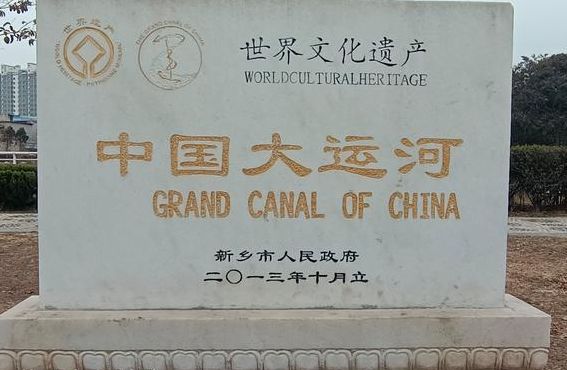 世界文化遗产
WORLDCULTURALHERITAGE
中国大运河
GRAND CANAL OF CHINA
新乡市人民政府
二〇一三年十月立